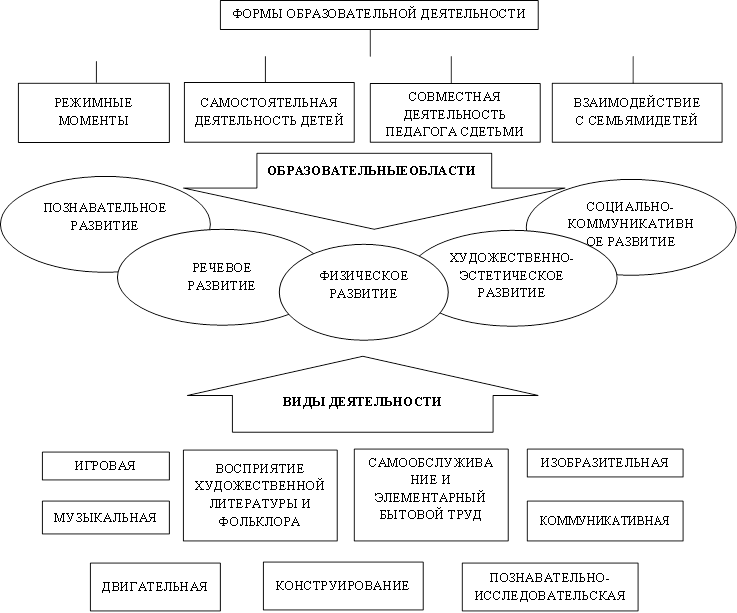 ФОРМЫ ОБРАЗОВАТЕЛЬНОЙ ДЕЯТЕЛЬНОСТИ
РЕЖИМНЫЕ
МОМЕНТЫ
САМОСТОЯТЕЛЬНАЯ
ДЕЯТЕЛЬНОСТЬ ДЕТЕЙ
СОВМЕСТНАЯ
ДЕЯТЕЛЬНОСТЬ
ПЕДАГОГА СДЕТЬМИ
ВЗАИМОДЕЙСТВИЕ
С СЕМЬЯМИДЕТЕЙ
ОБРАЗОВАТЕЛЬНЫЕОБЛАСТИ
ПОЗНАВАТЕЛЬНОЕ
РАЗВИТИЕ
РЕЧЕВОЕ
РАЗВИТИЕ
ФИЗИЧЕСКОЕ
РАЗВИТИЕ
ХУДОЖЕСТВЕННО-
ЭСТЕТИЧЕСКОЕ
РАЗВИТИЕ
СОЦИАЛЬНО-
КОММУНИКАТИВН
ОЕ РАЗВИТИЕ
ВИДЫ ДЕЯТЕЛЬНОСТИ
ИГРОВАЯ
МУЗЫКАЛЬНАЯ
ВОСПРИЯТИЕ
ХУДОЖЕСТВЕННОЙ
ЛИТЕРАТУРЫ И
ФОЛЬКЛОРА
САМООБСЛУЖИВА
НИЕ И
ЭЛЕМЕНТАРНЫЙ
БЫТОВОЙ ТРУД
ИЗОБРАЗИТЕЛЬНАЯ
КОММУНИКАТИВНАЯ
ДВИГАТЕЛЬНАЯ
КОНСТРУИРОВАНИЕ
ПОЗНАВАТЕЛЬНО-
ИССЛЕДОВАТЕЛЬСКАЯ